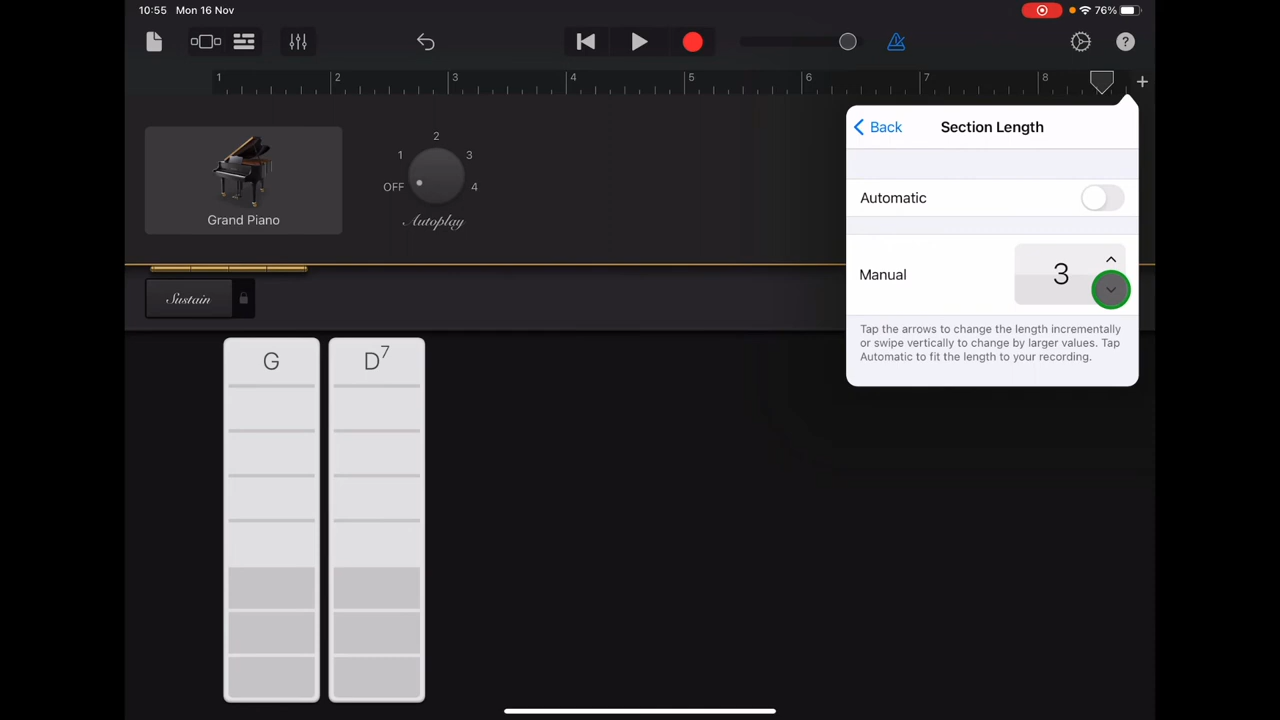 10:55 Mon 16 Nov
76%
1 2 3 4 5 6 7 8 +
Back Section Length
Automatic
Manual 3
Tap the arrows to change the length incrementally
or swipe vertically to change by larger values. Tap
Automatic to fit the length to your recording.
Grand Piano
OFF 1 2 3 4
Autoplay
Sustain
G D7